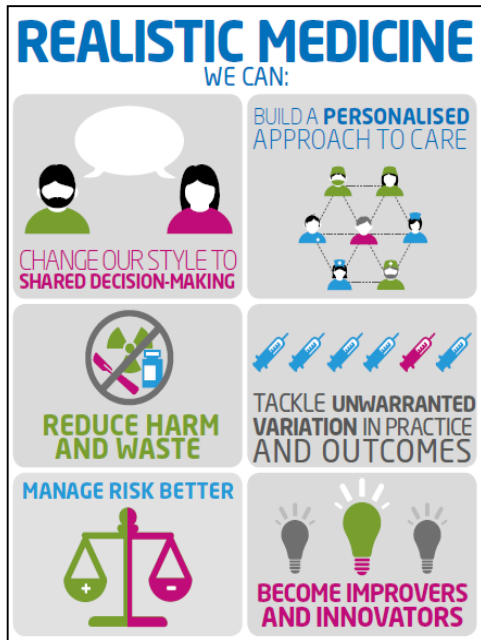 REALISTIC MEDICINE
WE CAN:
CHANGE OUR STYLE TO
SHARED DECISION-MAKING
BUILD A PERSONALISED
APPROACH TO CARE
REDUCE HARM
AND WASTE
TACKLE UNWARRANTED
VARIATION IN PRACTICE
AND OUTCOMES
MANAGE RISK BETTER
+
-
BECOME IMPROVERS
AND INNOVATORS